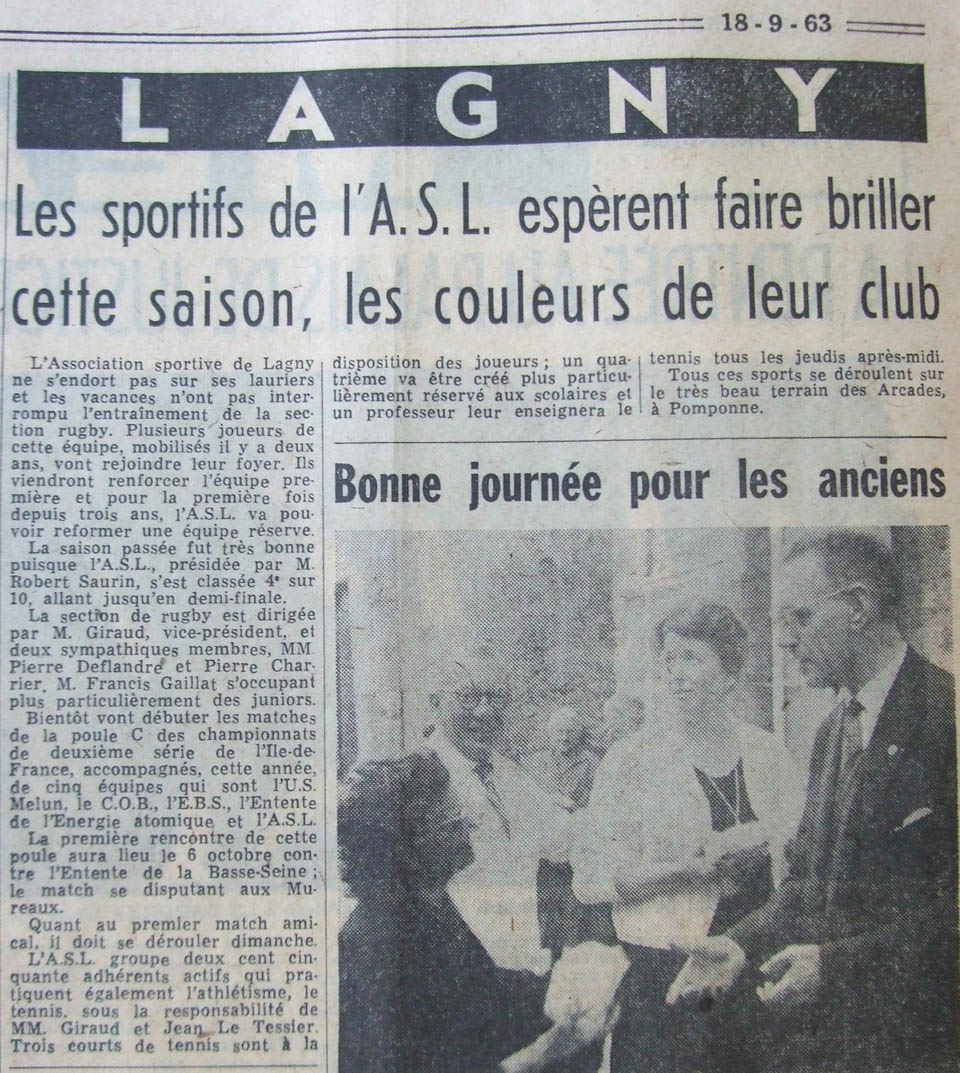 18-9-63
LAGNY
Les sportifs de l'A.S.L. espèrent faire briller
cette saison, les couleurs de leur club
L'Association sportive de Lagny
ne s'endort pas sur ses lauriers
et les vacances n'ont pas inter-
rompu l'entraînement de la sec-
tion rugby. Plusieurs joueurs de
cette équipe, mobilisés il y a deux
ans, vont rejoindre leur foyer. Ils
viendront renforcer l'équipe pre-
mière et pour la première fois
depuis trois ans, l'A.S.L. va pou-
voir reformer une équipe réserve.
La saison passée fut très bonne
puisque l'A.S.L., présidée par M.
Robert Saurin, s'est classée 4e sur
10, allant jusqu'en demi-finale.
La section de rugby est dirigée
par M. Giraud, vice-président, et
deux sympathiques membres, MM.
Pierre Deflandre et Pierre Char-
rier. M. Francis Gaillat s'occupant
plus particulièrement des juniors.
Bientôt vont débuter les matches
de la poule C des championnats
de deuxième série de l'Ile-de-
France, accompagnés, cette année,
de cinq équipes qui sont l'U.S.
Melun, le C.O.B., l'E.B.S., l'Entente
de l'Energie atomique et l'A.S.L.
La première rencontre de cette
poule aura lieu le 6 octobre con-
tre l'Entente de la Basse-Seine ;
le match se disputant aux Mu-
reaux.
Quant au premier match ami-
cal, il doit se dérouler dimanche.
L'A.S.L. groupe deux cent cin-
quante adhérents actifs qui pra-
tiquent également l'athlétisme, le
tennis, sous la responsabilité de
MM. Giraud et Jean Le Tessier.
Trois courts de tennis sont à la
disposition des joueurs ; un qua-
trième va être créé plus particu-
lièrement réservé aux scolaires et
un professeur leur enseignera le
tennis tous les jeudis après-midi.
Tous ces sports se déroulent sur
le très beau terrain des Arcades,
à Pomponne.
Bonne journée pour les anciens